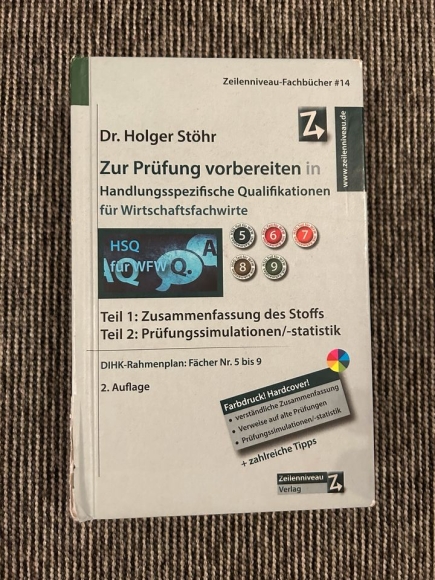 Zeilenniveau-Fachbücher #14
Z
www.zeilenniveau.de
Dr. Holger Stöhr
Zur Prüfung vorbereiten in
Handlungsspezifische Qualifikationen
für Wirtschaftsfachwirte
HSQ
für WFW
AQ
Q.
A
5 6 7
8 9
Teil 1: Zusammenfassung des Stoffs
Teil 2: Prüfungssimulationen/-statistik
DIHK-Rahmenplan: Fächer Nr. 5 bis 9
2. Auflage
Farbdruck! Hardcover!
• verständliche Zusammenfassung
• Verweise auf alte Prüfungen
• Prüfungssimulationen/-statistik
+ zahlreiche Tipps
Zeilenniveau
Verlag
Z